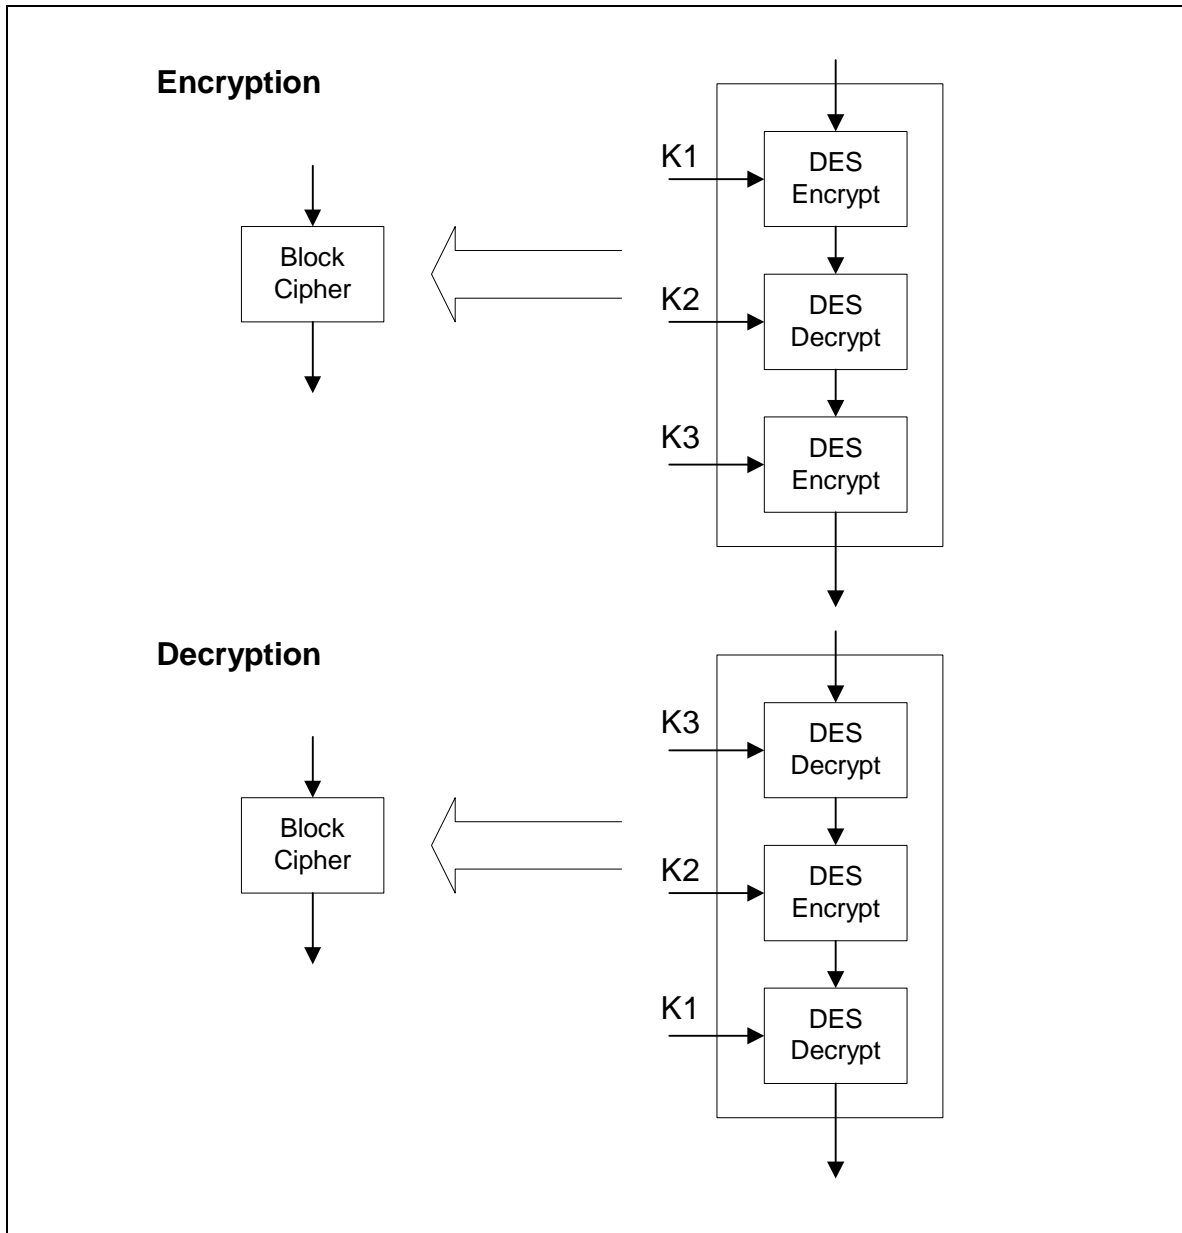 Encryption
K1
DES
Encrypt
Block
Cipher
K2
DES
Decrypt
K3
DES
Encrypt
Decryption
K3
DES
Decrypt
Block
Cipher
K2
DES
Encrypt
K1
DES
Decrypt